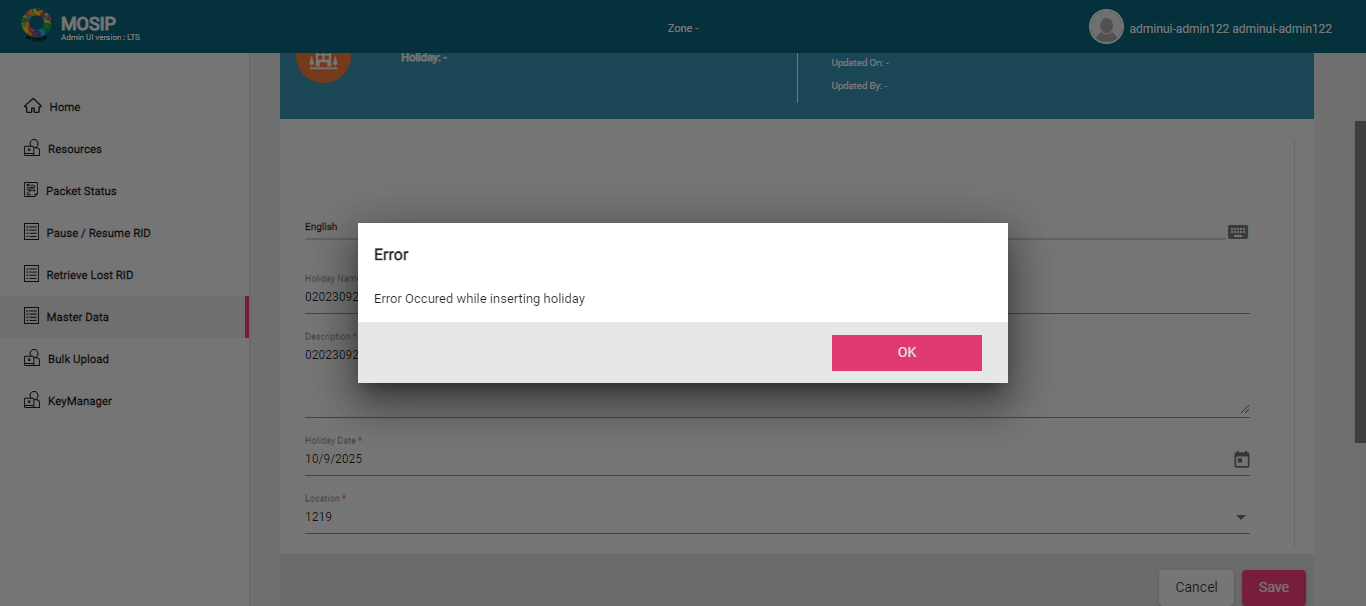 MOSIP
Admin UI version : LTS
Zone -
adminui-admin122 adminui-admin122
Home
Resources
Packet Status
Pause / Resume RID
Retrieve Lost RID
Master Data
Bulk Upload
KeyManager
Holiday: -
Updated On: -
Updated By: -
English
Holiday Name
02023092
Description *
02023092
Error
Error Occured while inserting holiday
OK
Holiday Date *
10/9/2025
Location *
1219
Cancel
Save